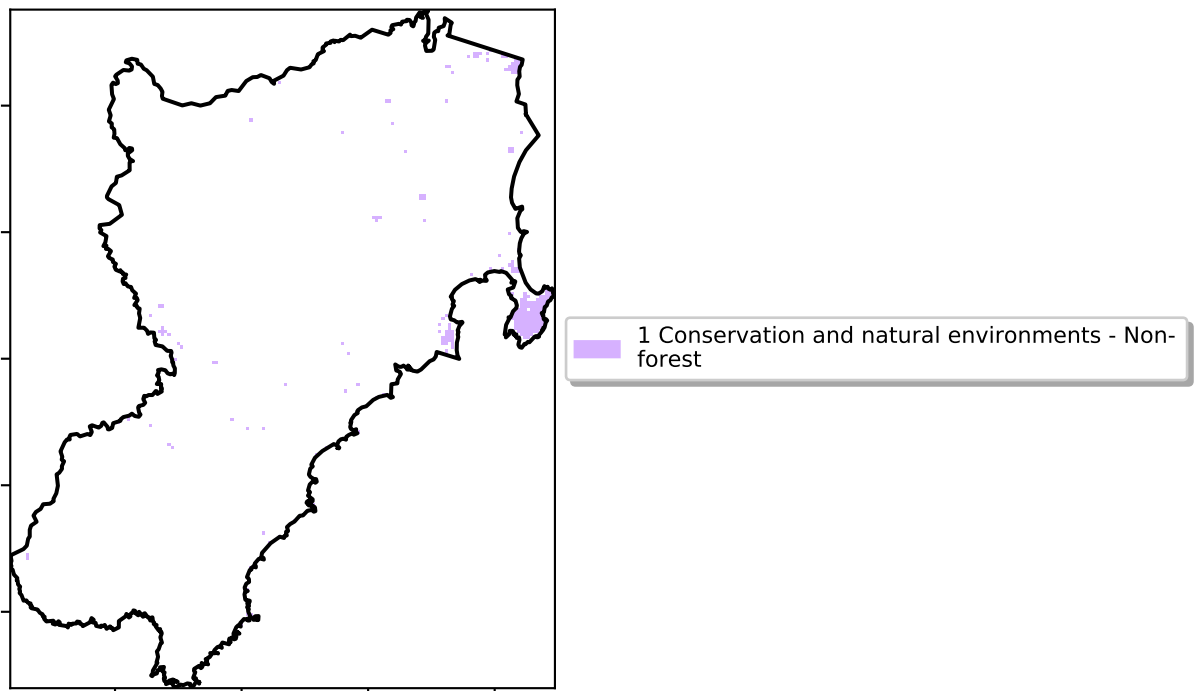 1 Conservation and natural environments - Non-
forest